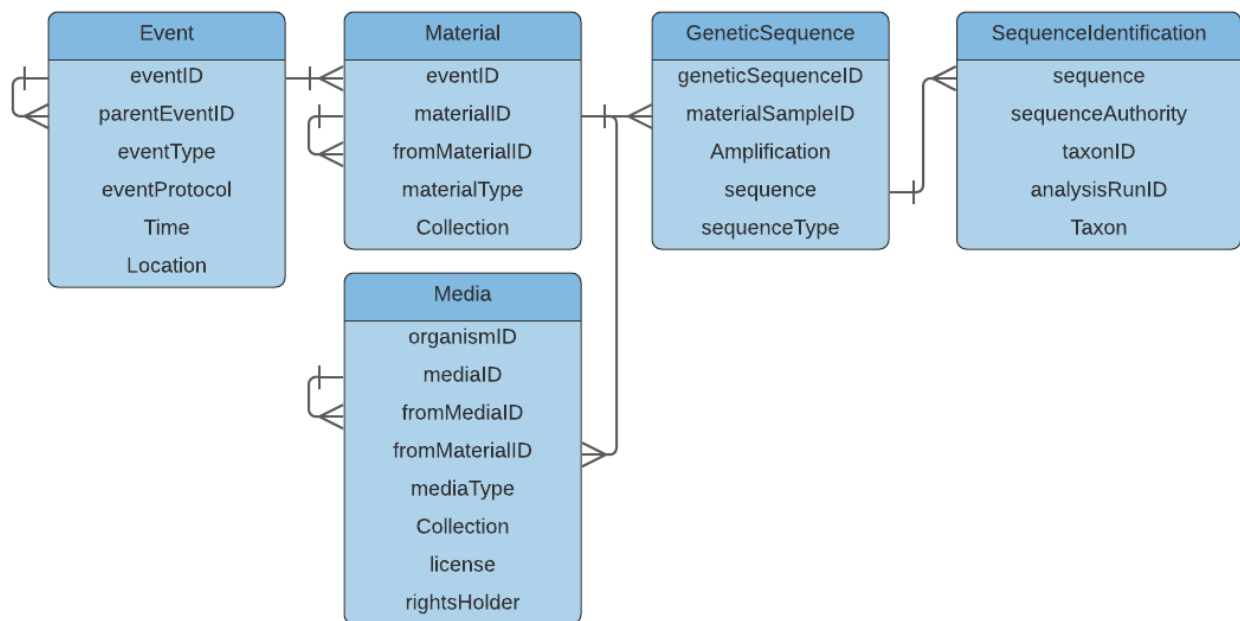 Event
eventID
parentEventID
eventType
eventProtocol
Time
Location
Material
eventID
materialID
fromMaterialID
materialType
Collection
GeneticSequence
geneticSequenceID
materialSampleID
Amplification
sequence
sequenceType
SequenceIdentification
sequence
sequenceAuthority
taxonID
analysisRunID
Taxon
Media
organismID
mediaID
fromMediaID
fromMaterialID
mediaType
Collection
license
rightsHolder